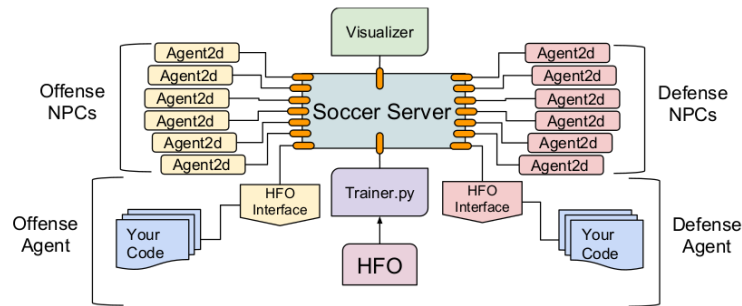 Visualizer
Offense
NPCs
Agent2d
Agent2d
Agent2d
Agent2d
Agent2d
Agent2d
Soccer Server
Agent2d
Agent2d
Agent2d
Agent2d
Agent2d
Agent2d
Defense
NPCs
Offense
Agent
Your
Code
HFO
Interface
Trainer.py
HFO
HFO
Interface
Your
Code
Defense
Agent